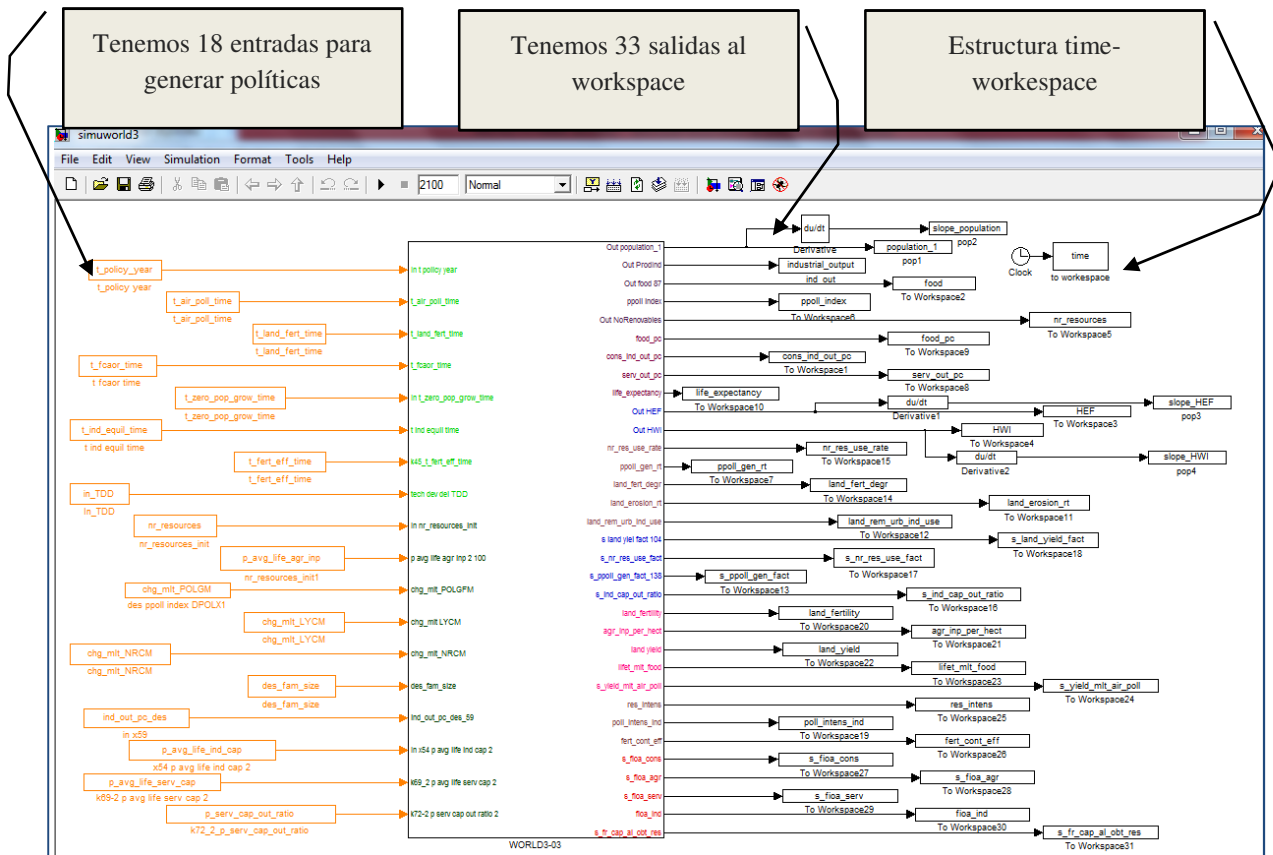 Tenemos 18 entradas para
generar políticas
Tenemos 33 salidas al
workspace
Estructura time-
workespace
simuworld3
File Edit View Simulation Format Tools Help
2100 Normal
t_policy_year
t_policy year
t_air_poll_time
t_air_poll_time
t_land_fert_time
t_land_fert_time
t_fcaor_time
t fcaor time
t_zero_pop_grow_time
t_zero_pop_grow_time
t_ind_equil_time
t ind equil time
t_fert_eff_time
t_fert_eff_time
in_TDD
In_TDD
nr_resources
nr_resources_init
p_avg_life_agr_inp
nr_resources_init1
chg_mlt_POLGM
des ppoll index DPOLX1
chg_mlt_LYCM
chg_mlt_LYCM
chg_mlt_NRCM
chg_mlt_NRCM
des_fam_size
des_fam_size
ind_out_pc_des
in x59
p_avg_life_ind_cap
x54 p avg life ind cap 2
p_avg_life_serv_cap
k69-2 p avg life serv cap 2
p_serv_cap_out_ratio
k72_2_p_serv_cap_out_ratio
in t policy year
t_air_poll_time
t_land_fert_time
t_fcaor_time
in t_zero_pop_grow_time
t ind equil time
k45_t_fert_eff_time
tech dev del TDD
in nr_resources_init
p avg life agr inp 2 100
chg_mlt_POLGFM
chg_mlt LYCM
chg_mlt_NRCM
des_fam_size
ind_out_pc_des_59
in x54 p avg life ind cap 2
k69_2 p avg life serv cap 2
k72-2 p serv cap out ratio 2
WORLD3-03
Out population_1
Out ProdInd
Out food 87
ppoll index
Out NoRenovables
food_pc
cons_ind_out_pc
serv_out_pc
life_expectancy
Out HEF
Out HWI
nr_res_use_rate
ppoll_gen_rt
land_fert_degr
land_erosion_rt
land_rem_urb_ind_use
s land yiel fact 104
s_nr_res_use_fact
s_ppoll_gen_fact_138
s_ind_cap_out_ratio
land_fertility
agr_inp_per_hect
land yield
lifet_mlt_food
s_yield_mlt_air_poll
res_intens
poll_intens_ind
fert_cont_eff
s_fioa_cons
s_fioa_agr
s_fioa_serv
fioa_ind
s_fr_cap_al_obt_res
du/dt
Derivative
slope_population
pop2
population_1
pop1
Clock
time
to workespace
industrial_output
ind_out
food
To Workspace2
ppoll_index
To Workspace6
nr_resources
To Workspace5
food_pc
To Workspace9
cons_ind_out_pc
To Workspace1
serv_out_pc
To Workspace8
life_expectancy
To Workspace10
du/dt
Derivative1
slope_HEF
pop3
HEF
To Workspace3
HWI
To Workspace4
du/dt
Derivative2
slope_HWI
pop4
nr_res_use_rate
To Workspace15
ppoll_gen_rt
To Workspace7
land_fert_degr
To Workspace14
land_erosion_rt
To Workspace11
land_rem_urb_ind_use
To Workspace12
s_land_yield_fact
To Workspace18
s_nr_res_use_fact
To Workspace17
s_ppoll_gen_fact
To Workspace13
s_ind_cap_out_ratio
To Workspace16
land_fertility
To Workspace20
agr_inp_per_hect
To Workspace21
land_yield
To Workspace22
lifet_mlt_food
To Workspace23
s_yield_mlt_air_poll
To Workspace24
res_intens
To Workspace25
poll_intens_ind
To Workspace19
fert_cont_eff
To Workspace26
s_fioa_cons
To Workspace27
s_fioa_agr
To Workspace28
s_fioa_serv
To Workspace29
fioa_ind
To Workspace30
s_fr_cap_al_obt_res
To Workspace31